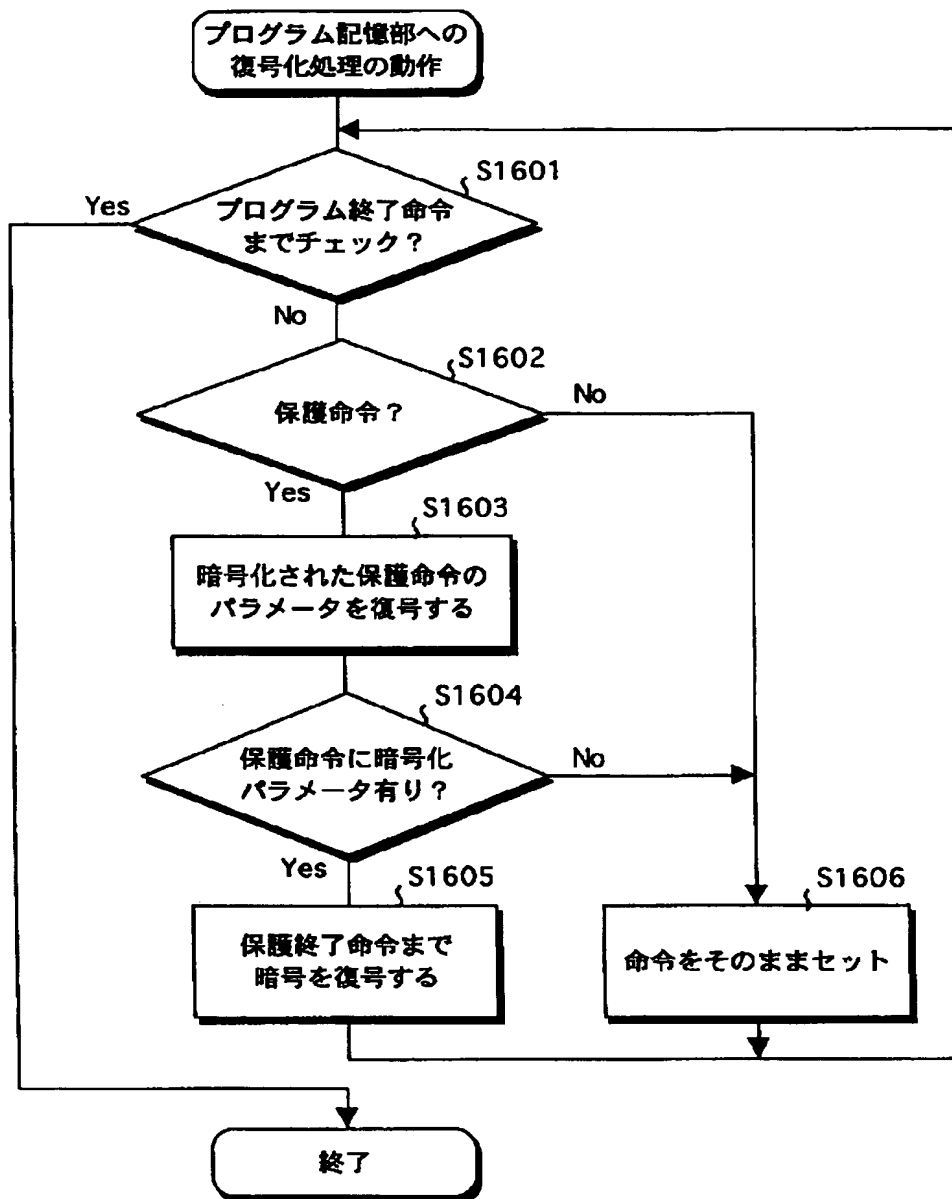 プログラム記憶部への
復号化処理の動作
S1601
Yes
プログラム終了命令
までチェック？
No
S1602
保護命令？
No
Yes
S1603
暗号化された保護命令の
パラメータを復号する
S1604
保護命令に暗号化
パラメータ有り？
No
Yes
S1605
保護終了命令まで
暗号を復号する
S1606
命令をそのままセット
終了